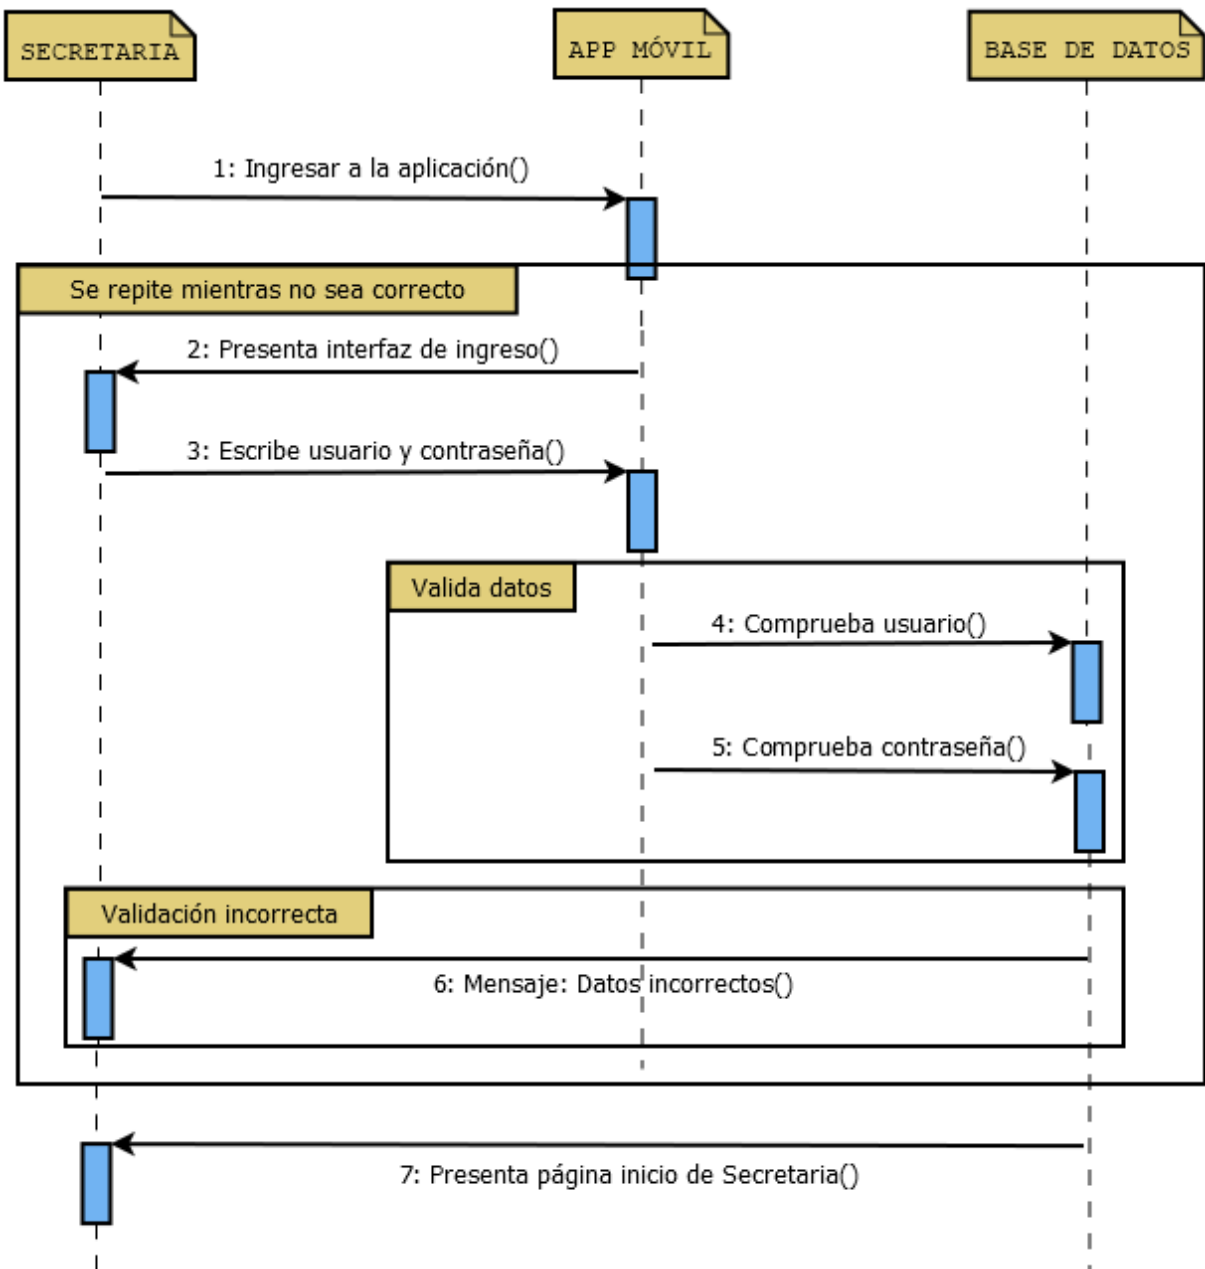 SECRETARIA
APP MÓVIL
BASE DE DATOS
1: Ingresar a la aplicación()
Se repite mientras no sea correcto
2: Presenta interfaz de ingreso()
3: Escribe usuario y contraseña()
Valida datos
4: Comprueba usuario()
5: Comprueba contraseña()
Validación incorrecta
6: Mensaje: Datos incorrectos()
7: Presenta página inicio de Secretaria()